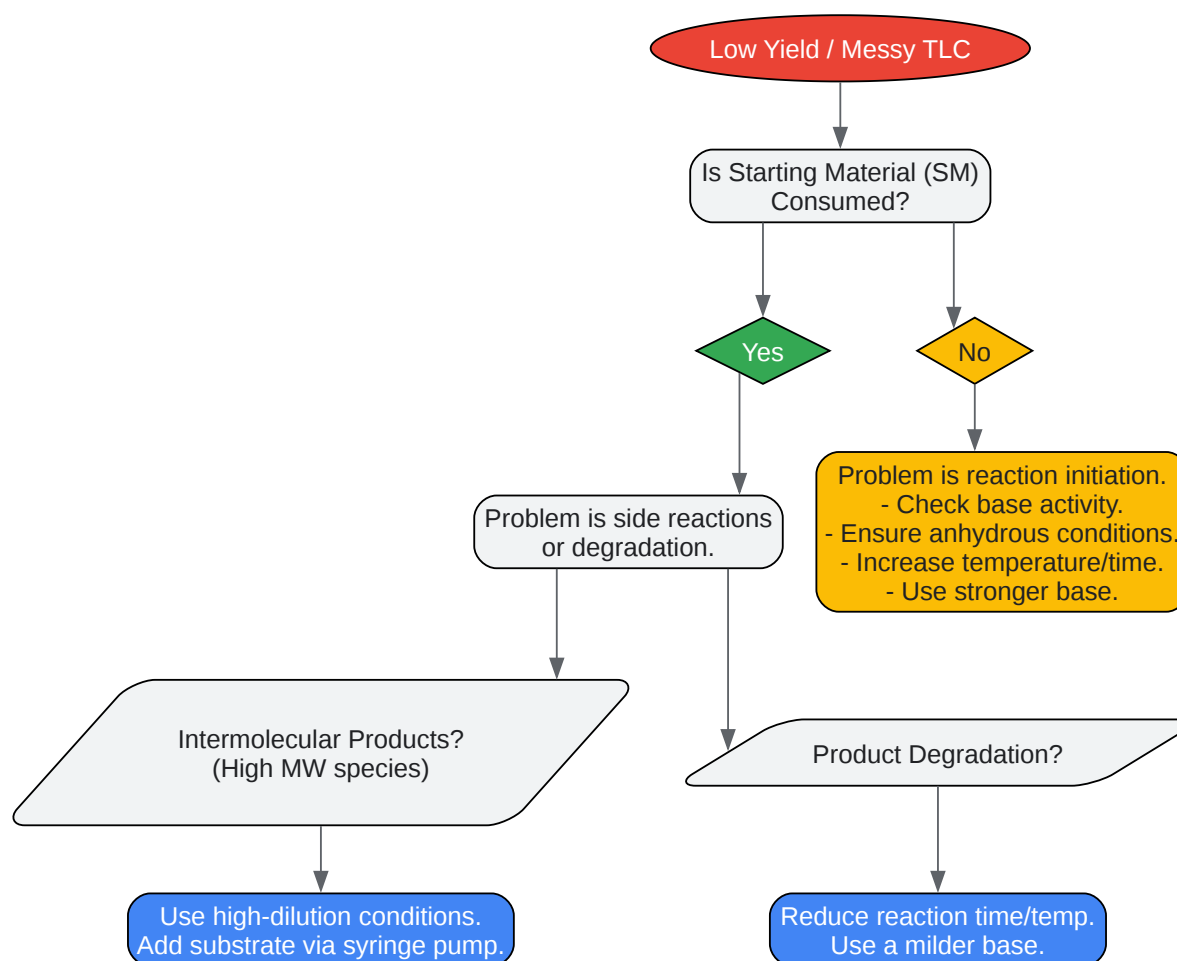 Low Yield / Messy TLC
Is Starting Material (SM)
Consumed?
Yes
No
Problem is reaction initiation.
- Check base activity.
- Ensure anhydrous conditions.
- Increase temperature/time.
- Use stronger base.
Problem is side reactions
or degradation.
Intermolecular Products?
(High MW species)
Product Degradation?
Use high-dilution conditions.
Add substrate via syringe pump.
Reduce reaction time/temp.
Use a milder base.